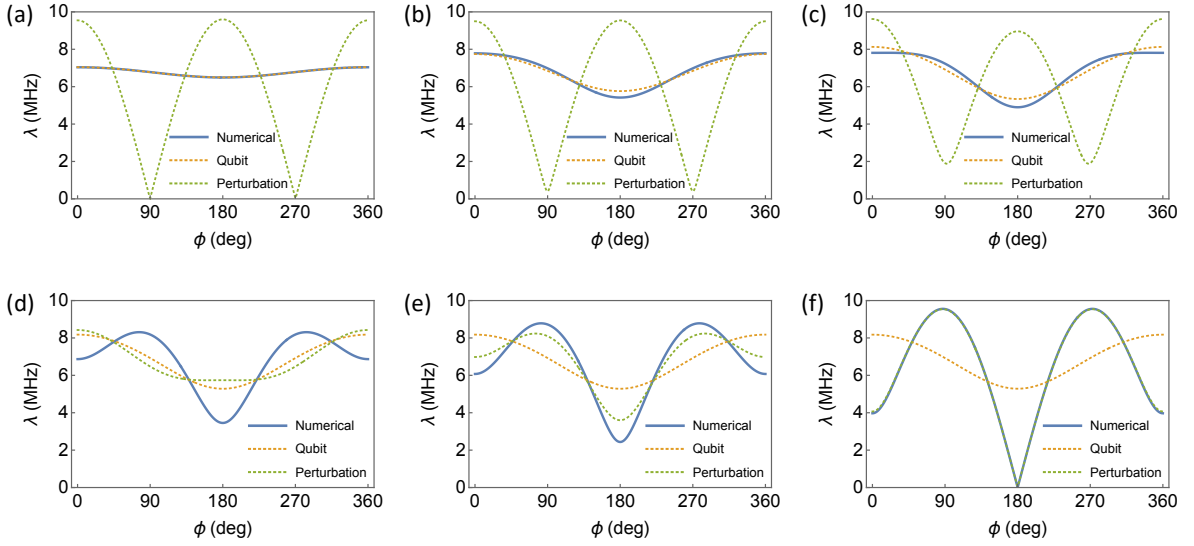 (a)
10
8
6
4
2
0
λ (MHz)
Numerical
Qubit
Perturbation
0 90 180 270 360
ϕ (deg)
(b)
10
8
6
4
2
0
λ (MHz)
Numerical
Qubit
Perturbation
0 90 180 270 360
ϕ (deg)
(c)
10
8
6
4
2
0
λ (MHz)
Numerical
Qubit
Perturbation
0 90 180 270 360
ϕ (deg)
(d)
10
8
6
4
2
0
λ (MHz)
Numerical
Qubit
Perturbation
0 90 180 270 360
ϕ (deg)
(e)
10
8
6
4
2
0
λ (MHz)
Numerical
Qubit
Perturbation
0 90 180 270 360
ϕ (deg)
(f)
10
8
6
4
2
0
λ (MHz)
Numerical
Qubit
Perturbation
0 90 180 270 360
ϕ (deg)